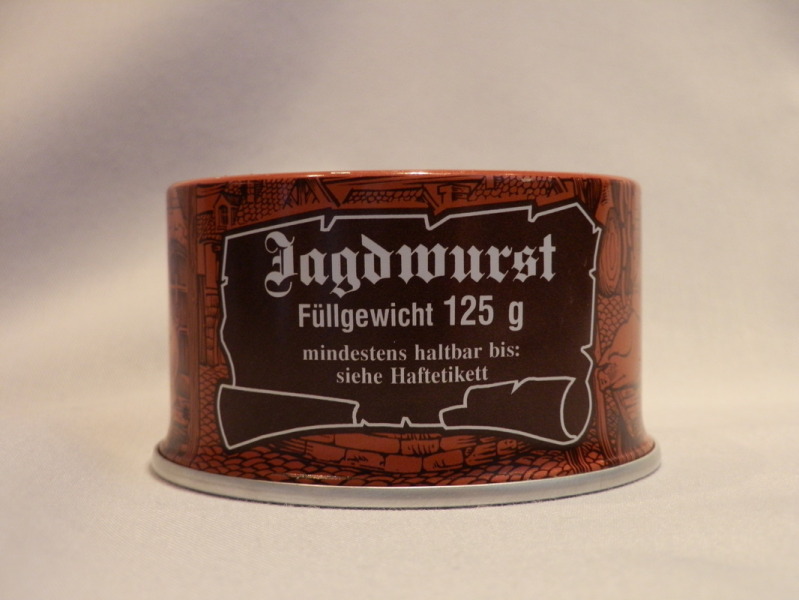 Jagdwurst
Füllgewicht 125 g
mindestens haltbar bis:
siehe Haftetikett